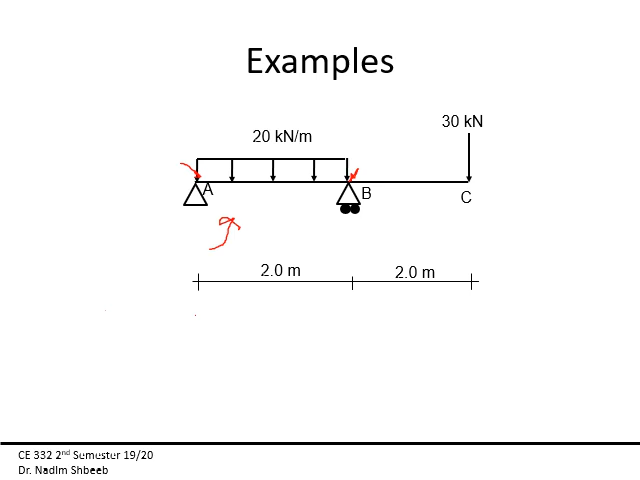 Examples
30 kN
20 kN/m
A
B
C
2.0 m
2.0 m
CE 332 2nd Semester 19/20
Dr. Nadim Shbeeb